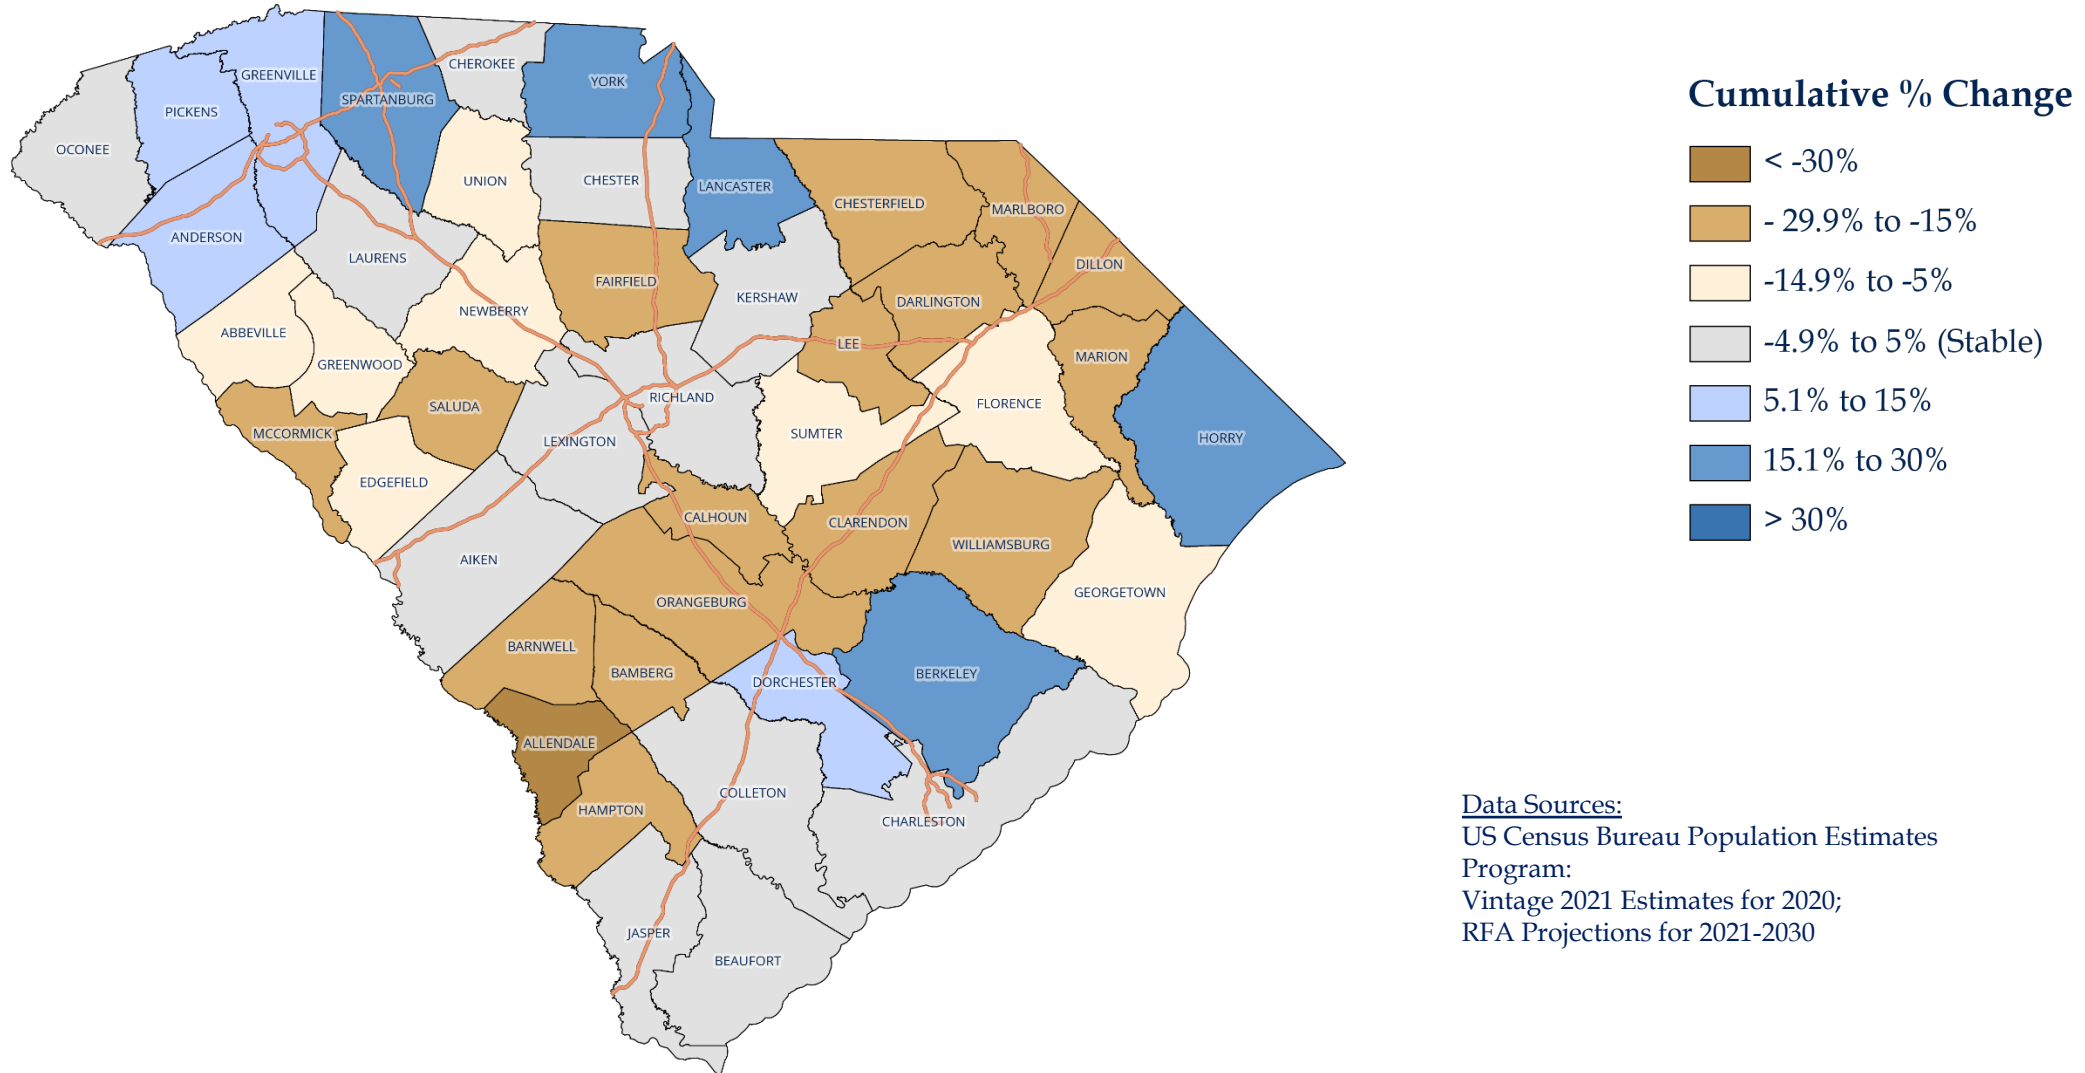 CHEROKEE
GREENVILLE
YORK
SPARTANBURG
PICKENS
OCONEE
UNION
CHESTER
LANCASTER
CHESTERFIELD
MARLBORO
ANDERSON
LAURENS
DILLON
FAIRFIELD
KERSHAW
DARLINGTON
NEWBERRY
ABBEVILLE
LEE
MARION
GREENWOOD
RICHLAND
FLORENCE
SALUDA
MCCORMICK
SUMTER
HORRY
LEXINGTON
EDGEFIELD
CALHOUN
CLARENDON
WILLIAMSBURG
AIKEN
GEORGETOWN
ORANGEBURG
BARNWELL
BAMBERG
BERKELEY
DORCHESTER
ALLENDALE
COLLETON
HAMPTON
CHARLESTON
JASPER
BEAUFORT
Cumulative % Change
< -30%
- 29.9% to -15%
-14.9% to -5%
-4.9% to 5% (Stable)
5.1% to 15%
15.1% to 30%
> 30%
Data Sources:
US Census Bureau Population Estimates
Program:
Vintage 2021 Estimates for 2020;
RFA Projections for 2021-2030